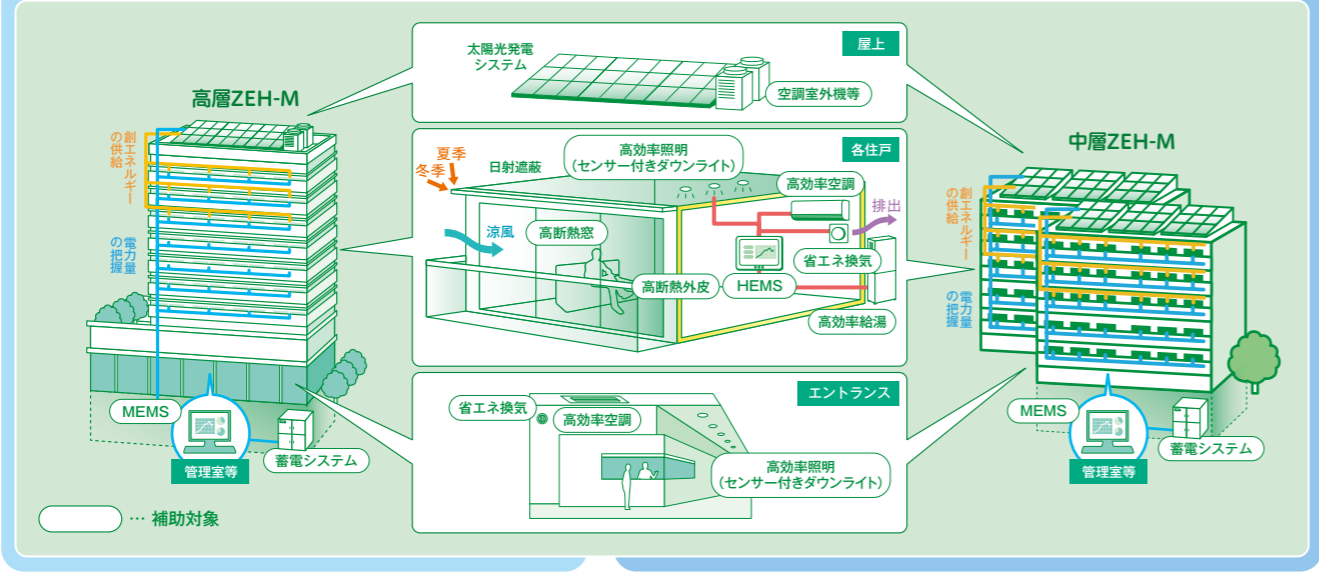 高層ZEH-M
創エネルギー
の供給
電力量
の把握
MEMS
管理室等
蓄電システム
… 補助対象
屋上
太陽光発電
システム
空調室外機等
各住戸
夏季
冬季
日射遮蔽
高効率照明
（センサー付きダウンライト）
高効率空調
排出
涼風
高断熱窓
省エネ換気
高断熱外皮
HEMS
高効率給湯
エントランス
省エネ換気
高効率空調
高効率照明
（センサー付きダウンライト）
中層ZEH-M
創エネルギー
の供給
電力量
の把握
MEMS
管理室等
蓄電システム